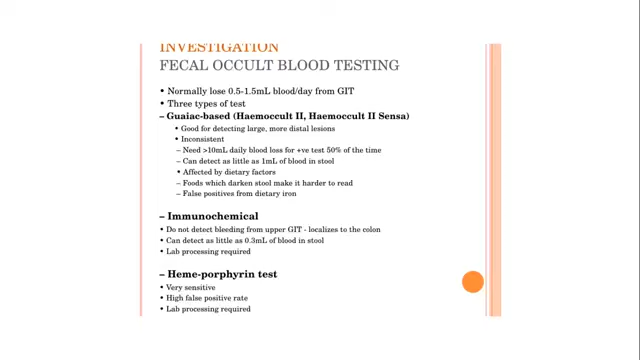 INVESTIGATION
FECAL OCCULT BLOOD TESTING
• Normally lose 0.5-1.5mL blood/day from GIT
• Three types of test
– Guaiac-based (Haemoccult II, Haemoccult II Sensa)
• Good for detecting large, more distal lesions
• Inconsistent
– Need >10mL daily blood loss for +ve test 50% of the time
– Can detect as little as 1mL of blood in stool
• Affected by dietary factors
– Foods which darken stool make it harder to read
– False positives from dietary iron
– Immunochemical
• Do not detect bleeding from upper GIT - localizes to the colon
• Can detect as little as 0.3mL of blood in stool
• Lab processing required
– Heme-porphyrin test
• Very sensitive
• High false positive rate
• Lab processing required